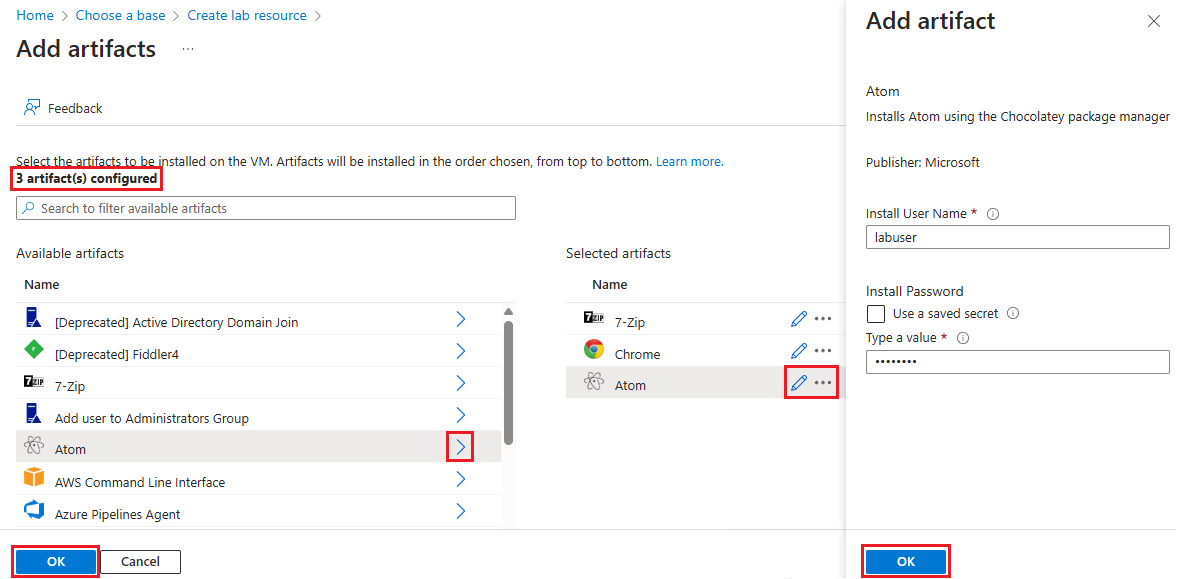 Home > Choose a base > Create lab resource >
Add artifacts ...
Feedback
Select the artifacts to be installed on the VM. Artifacts will be installed in the order chosen, from top to bottom. Learn more.
3 artifact(s) configured
Search to filter available artifacts
Available artifacts
Name
[Deprecated] Active Directory Domain Join
[Deprecated] Fiddler4
7-Zip
Add user to Administrators Group
Atom
AWS Command Line Interface
Azure Pipelines Agent
OK Cancel
Selected artifacts
Name
7-Zip
Chrome
Atom
Add artifact
Atom
Installs Atom using the Chocolatey package manager
Publisher: Microsoft
Install User Name *
labuser
Install Password
Use a saved secret
Type a value *
••••••••
OK